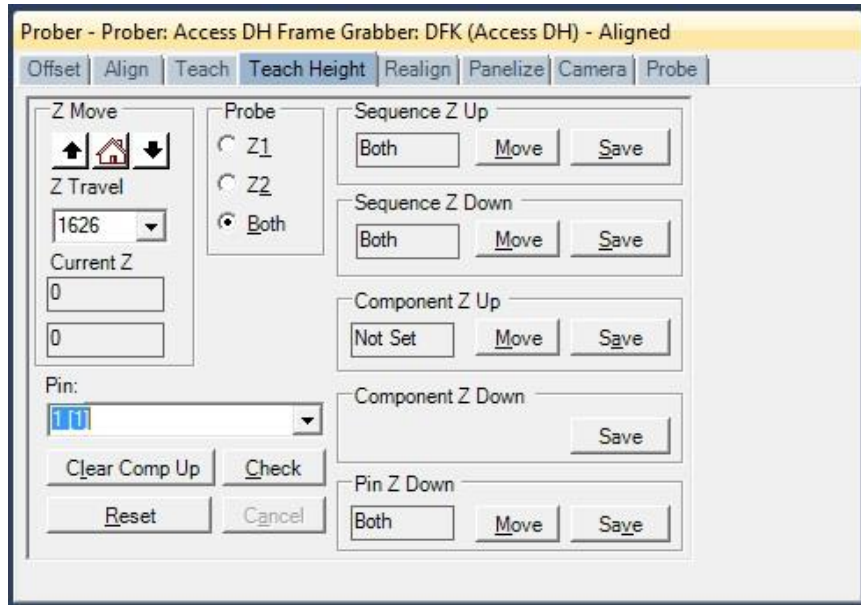 Prober - Prober: Access DH Frame Grabber: DFK (Access DH) - Aligned
Offset Align Teach Teach Height Realign Panelize Camera Probe
Z Move
Z Travel
1626
Current Z
0
0
Probe
Z1
Z2
Both
Sequence Z Up
Both Move Save
Sequence Z Down
Both Move Save
Component Z Up
Not Set Move Save
Component Z Down
Save
Pin Z Down
Both Move Save
Pin:
1 [1]
Clear Comp Up Check
Reset Cancel